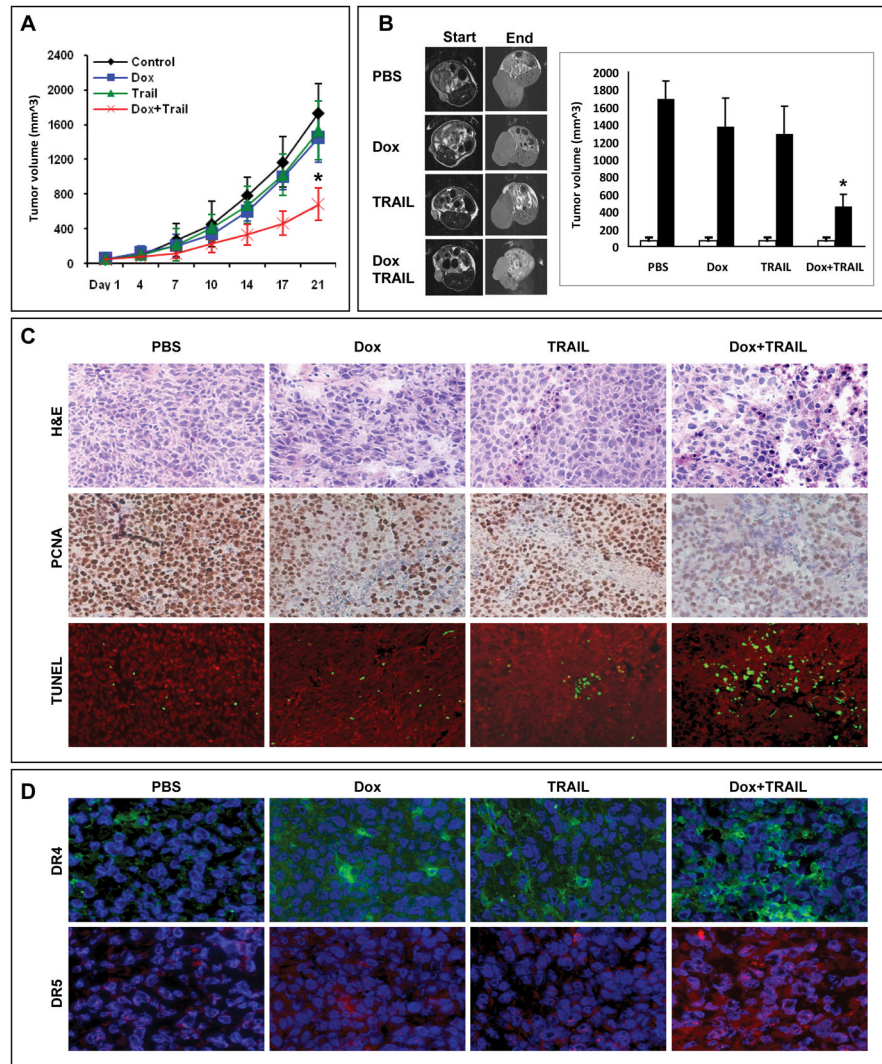 A
Tumor volume (mm^3)
2400
2000
1600
1200
800
400
0
Control
Dox
Trail
Dox+Trail
*
Day 1 4 7 10 14 17 21
B
Start End
PBS
Dox
TRAIL
Dox
TRAIL
Tumor volume (mm^3)
2000
1800
1600
1400
1200
1000
800
600
400
200
0
*
PBS Dox TRAIL Dox+TRAIL
C
PBS Dox TRAIL Dox+TRAIL
H&E
PCNA
TUNEL
D
PBS Dox TRAIL Dox+TRAIL
DR4
DR5